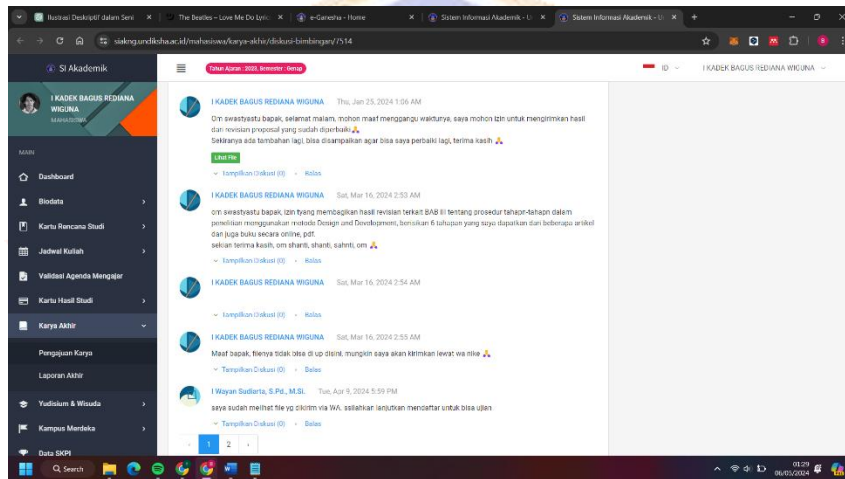 Ilustrasi Deskriptif dalam Seni
The Beatles – Love Me Do Lyric
e-Ganesha - Home
Sistem Informasi Akademik - U
Sistem Informasi Akademik - U
siakng.undiksha.ac.id/mahasiswa/karya-akhir/diskusi-bimbingan/7514
SI Akademik
Tahun Ajaran : 2023, Semester : Genap
ID
I KADEK BAGUS REDIANA WIGUNA
I KADEK BAGUS REDIANA WIGUNA
MAHASISWA
MAIN
Dashboard
Biodata
Kartu Rencana Studi
Jadwal Kuliah
Validasi Agenda Mengajar
Kartu Hasil Studi
Karya Akhir
Pengajuan Karya
Laporan Akhir
Yudisium & Wisuda
Kampus Merdeka
Data SKPI
I KADEK BAGUS REDIANA WIGUNA Thu, Jan 25, 2024 1:06 AM
Om swastyastu bapak, selamat malam, mohon maaf menggangu waktunya, saya mohon izin untuk mengirimkan hasil
dari revisian proposal yang sudah diperbaiki 🙏
Sekiranya ada tambahan lagi, bisa disampaikan agar bisa saya perbaiki lagi, terima kasih 🙏
Lihat File
Tampilkan Diskusi (0) • Balas
I KADEK BAGUS REDIANA WIGUNA Sat, Mar 16, 2024 2:53 AM
om swastyastu bapak, izin tyang membagikan hasil revisian terkait BAB III tentang prosedur tahapn-tahapn dalam
penelitian menggunakan metode Design and Development, berisikan 6 tahapan yang saya dapatkan dari beberapa artikel
dan juga buku secara online, pdf.
sekian terima kasih, om shanti, shanti, sahnti, om 🙏
Tampilkan Diskusi (0) • Balas
I KADEK BAGUS REDIANA WIGUNA Sat, Mar 16, 2024 2:54 AM
Tampilkan Diskusi (0) • Balas
I KADEK BAGUS REDIANA WIGUNA Sat, Mar 16, 2024 2:55 AM
Maaf bapak, filenya tidak bisa di up disini, mungkin saya akan kirimkan lewat wa nike 🙏
Tampilkan Diskusi (0) • Balas
I Wayan Sudiarta, S.Pd., M.Si. Tue, Apr 9, 2024 5:59 PM
saya sudah melihat file yg dikirim via WA. ssilahkan lanjutkan mendaftar untuk bisa ujian
Tampilkan Diskusi (0) • Balas
1 2
Search
01:29
06/05/2024